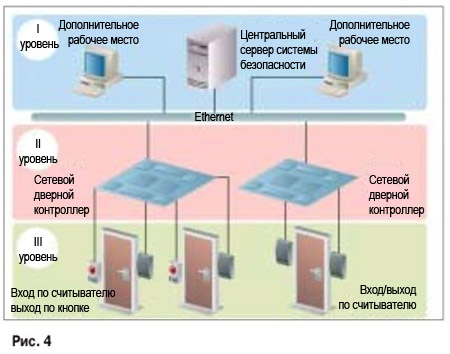 I
уровень
Дополнительное
рабочее место
Центральный
сервер системы
безопасности
Дополнительное
рабочее место
Ethernet
II
уровень
Сетевой
дверной
контроллер
Сетевой
дверной
контроллер
III
уровень
Вход по считывателю
выход по кнопке
Вход/выход
по считывателю
Рис. 4